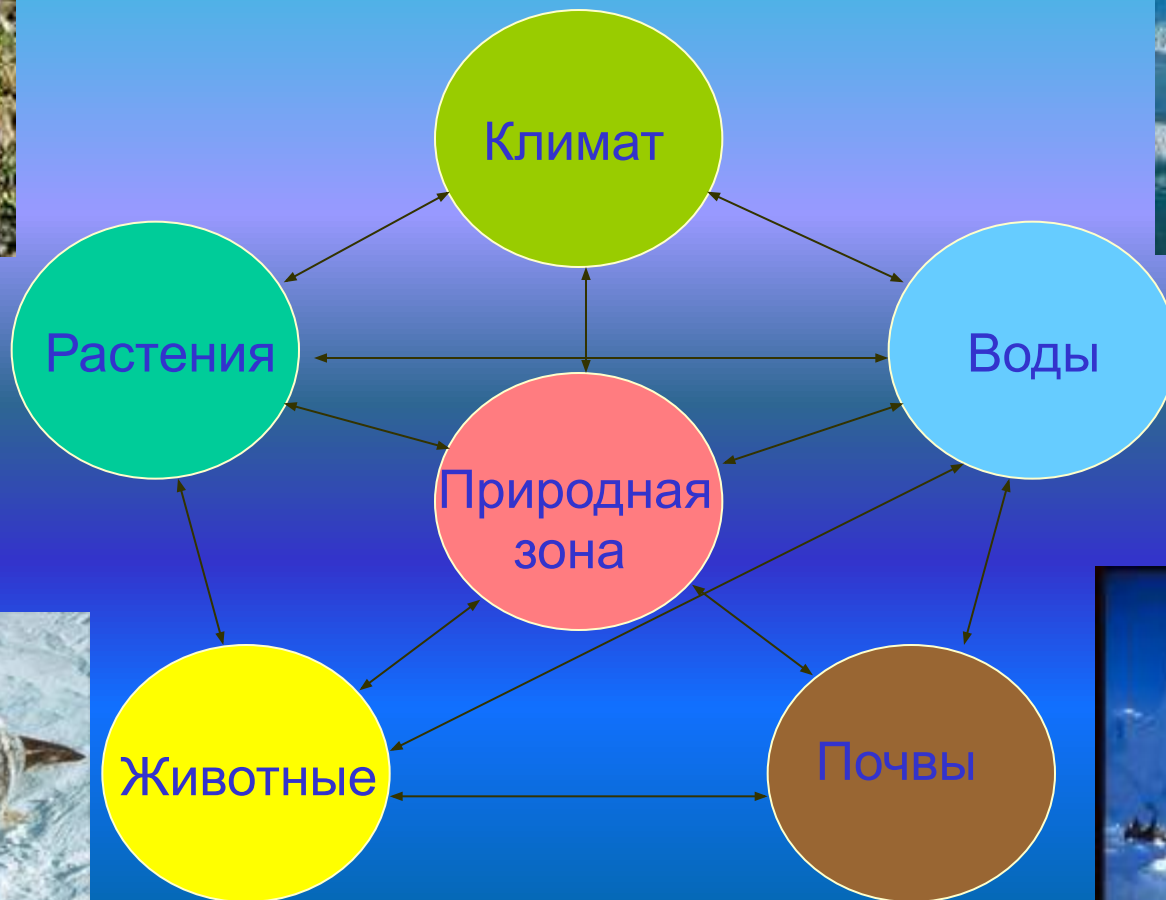 Климат
Растения
Воды
Природная
зона
Животные
Почвы